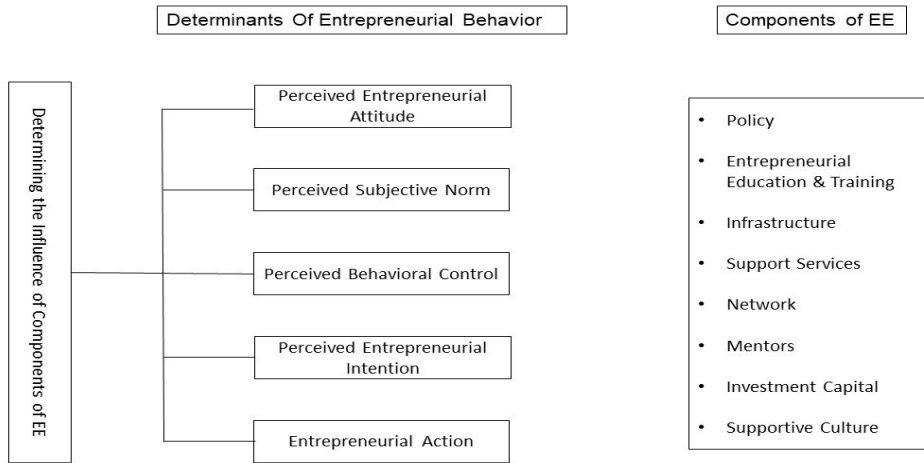 Determinants Of Entrepreneurial Behavior
Components of EE
Determining the Influence of Components of EE
Perceived Entrepreneurial
Attitude
Perceived Subjective Norm
Perceived Behavioral Control
Perceived Entrepreneurial
Intention
Entrepreneurial Action
• Policy
• Entrepreneurial
Education & Training
• Infrastructure
• Support Services
• Network
• Mentors
• Investment Capital
• Supportive Culture